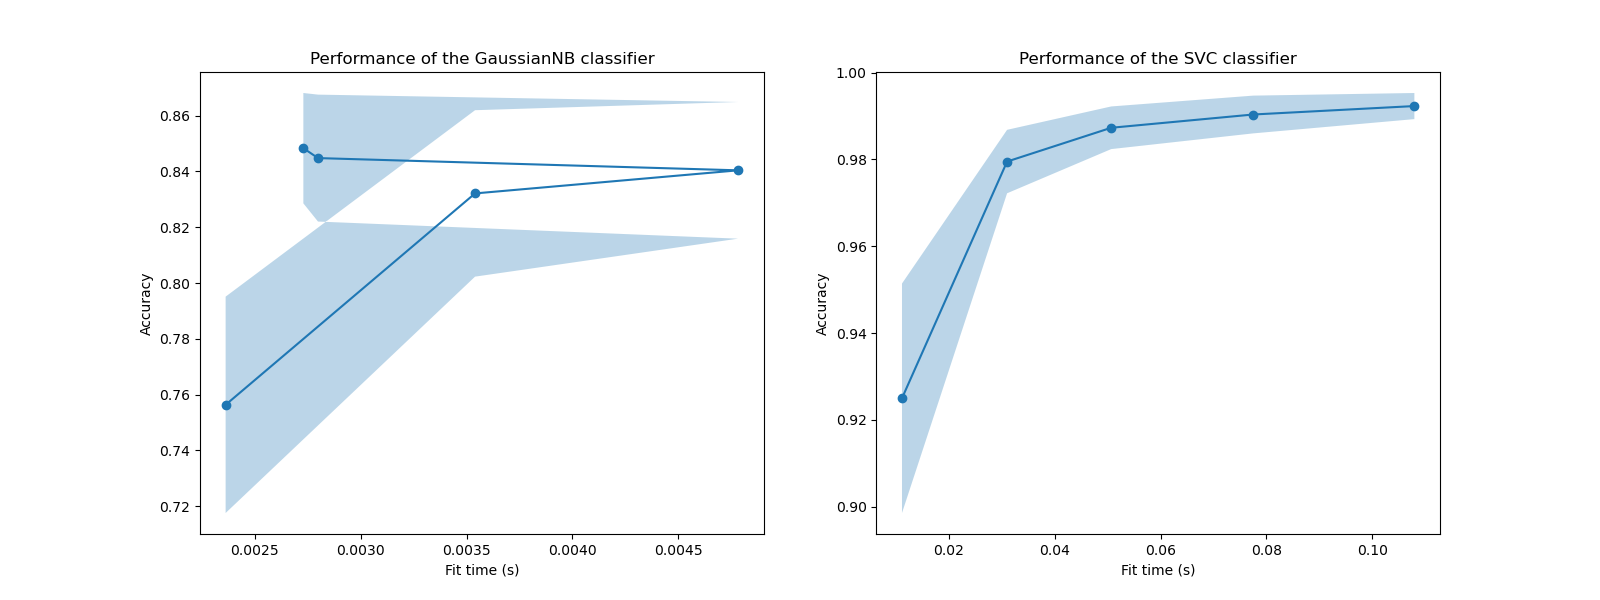 Performance of the GaussianNB classifier
Accuracy
0.86
0.84
0.82
0.80
0.78
0.76
0.74
0.72
0.0025 0.0030 0.0035 0.0040 0.0045
Fit time (s)
Performance of the SVC classifier
Accuracy
1.00
0.98
0.96
0.94
0.92
0.90
0.02 0.04 0.06 0.08 0.10
Fit time (s)